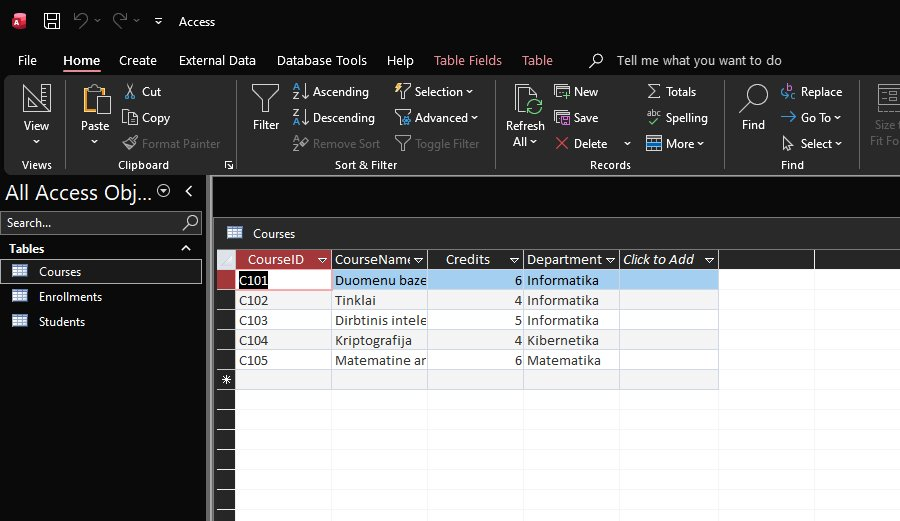 Access
File Home Create External Data Database Tools Help Table Fields Table Tell me what you want to do
View Paste Cut Filter Ascending Selection Refresh New Totals Find Replace Size t
Copy Descending Advanced All Save Spelling Go To Fit Fo
Format Painter Remove Sort Toggle Filter Delete More Select
Views Clipboard Sort & Filter Records Find
All Access Obj...
Search...
Tables
Courses
Enrollments
Students
Courses
CourseID CourseName Credits Department Click to Add
C101 Duomenu baze 6 Informatika
C102 Tinklai 4 Informatika
C103 Dirbtinis intele 5 Informatika
C104 Kriptografija 4 Kibernetika
C105 Matematine ar 6 Matematika